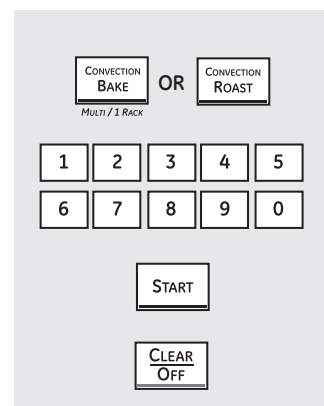 CONVECTION
BAKE
OR
CONVECTION
ROAST
MULTI / 1 RACK
1 2 3 4 5
6 7 8 9 0
START
CLEAR
OFF